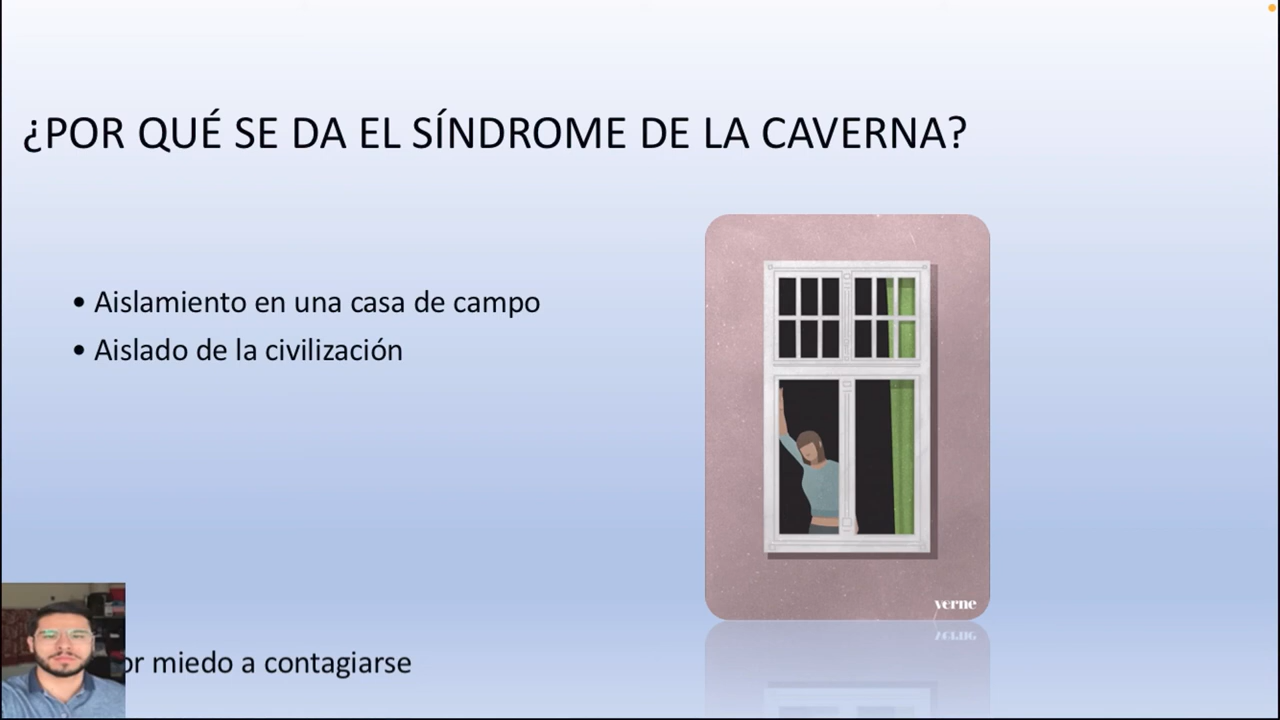 ¿POR QUÉ SE DA EL SÍNDROME DE LA CAVERNA?
• Aislamiento en una casa de campo
• Aislado de la civilización
verne
miedo a contagiarse